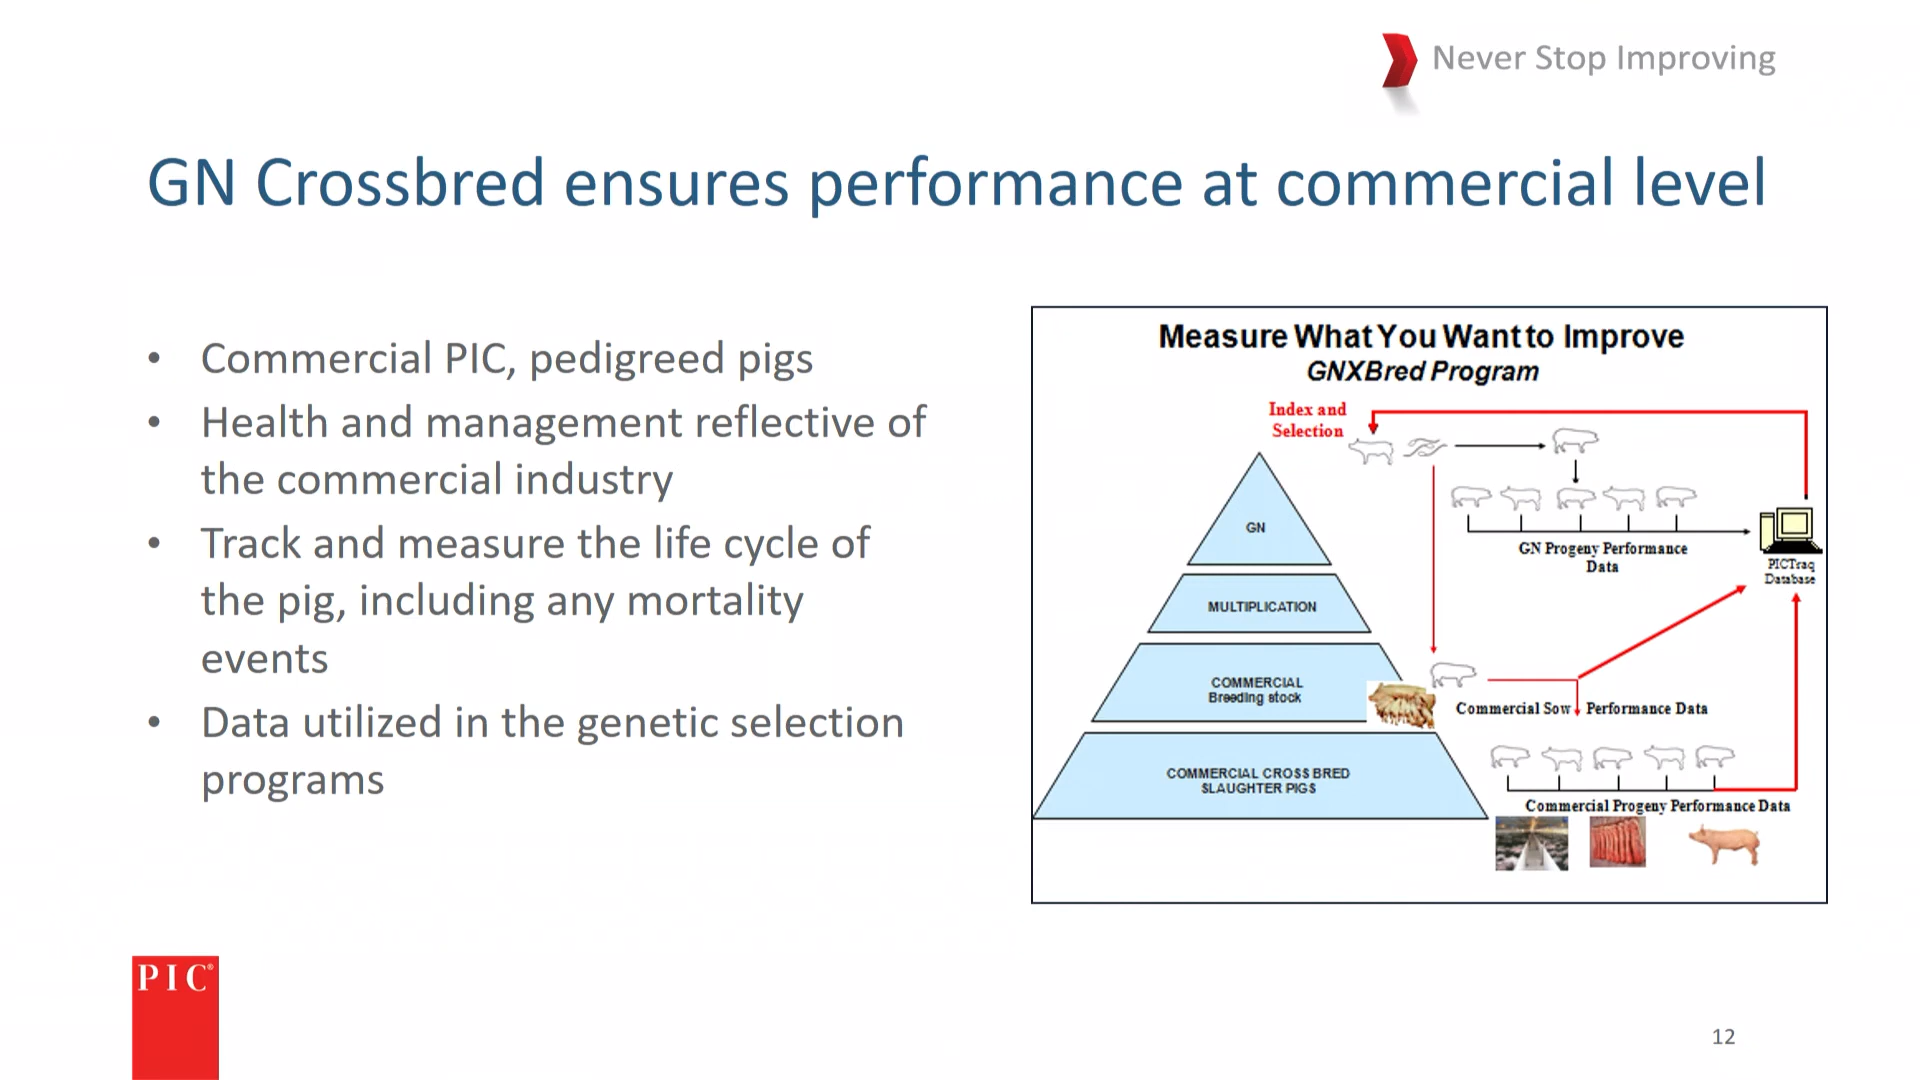 Never Stop Improving
GN Crossbred ensures performance at commercial level
• Commercial PIC, pedigreed pigs
• Health and management reflective of
the commercial industry
• Track and measure the life cycle of
the pig, including any mortality
events
• Data utilized in the genetic selection
programs
Measure What You Want to Improve
GNXBred Program
Index and
Selection
GN
GN Progeny Performance
Data
PICTraq
Database
MULTIPLICATION
COMMERCIAL
Breeding stock
Commercial Sow Performance Data
COMMERCIAL CROSS BRED
SLAUGHTER PIGS
Commercial Progeny Performance Data
PIC®
12